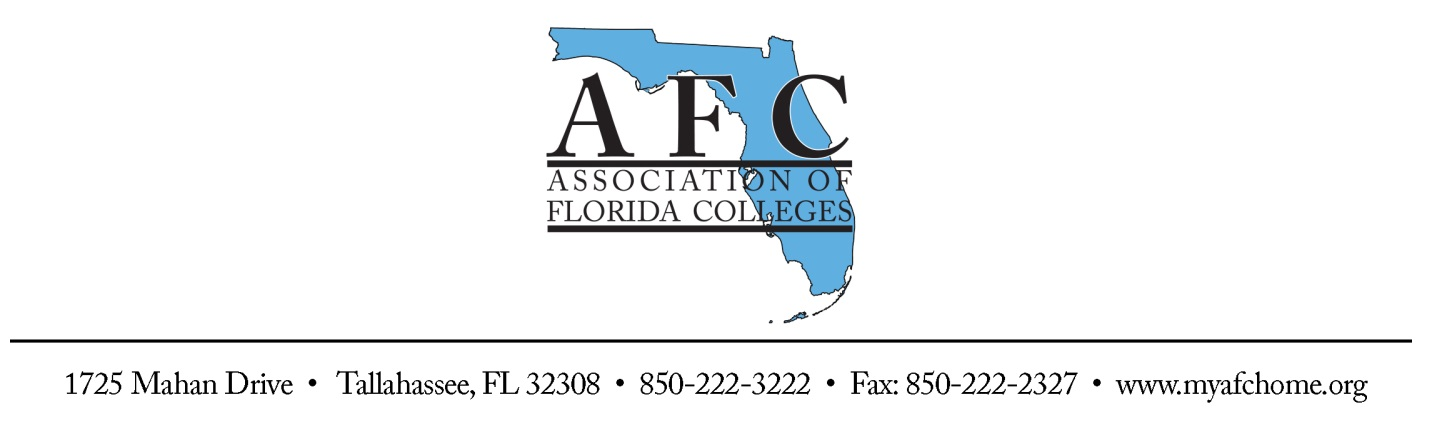 AFC
ASSOCIATION OF
FLORIDA COLLEGES
1725 Mahan Drive • Tallahassee, FL 32308 • 850-222-3222 • Fax: 850-222-2327 • www.myafchome.org